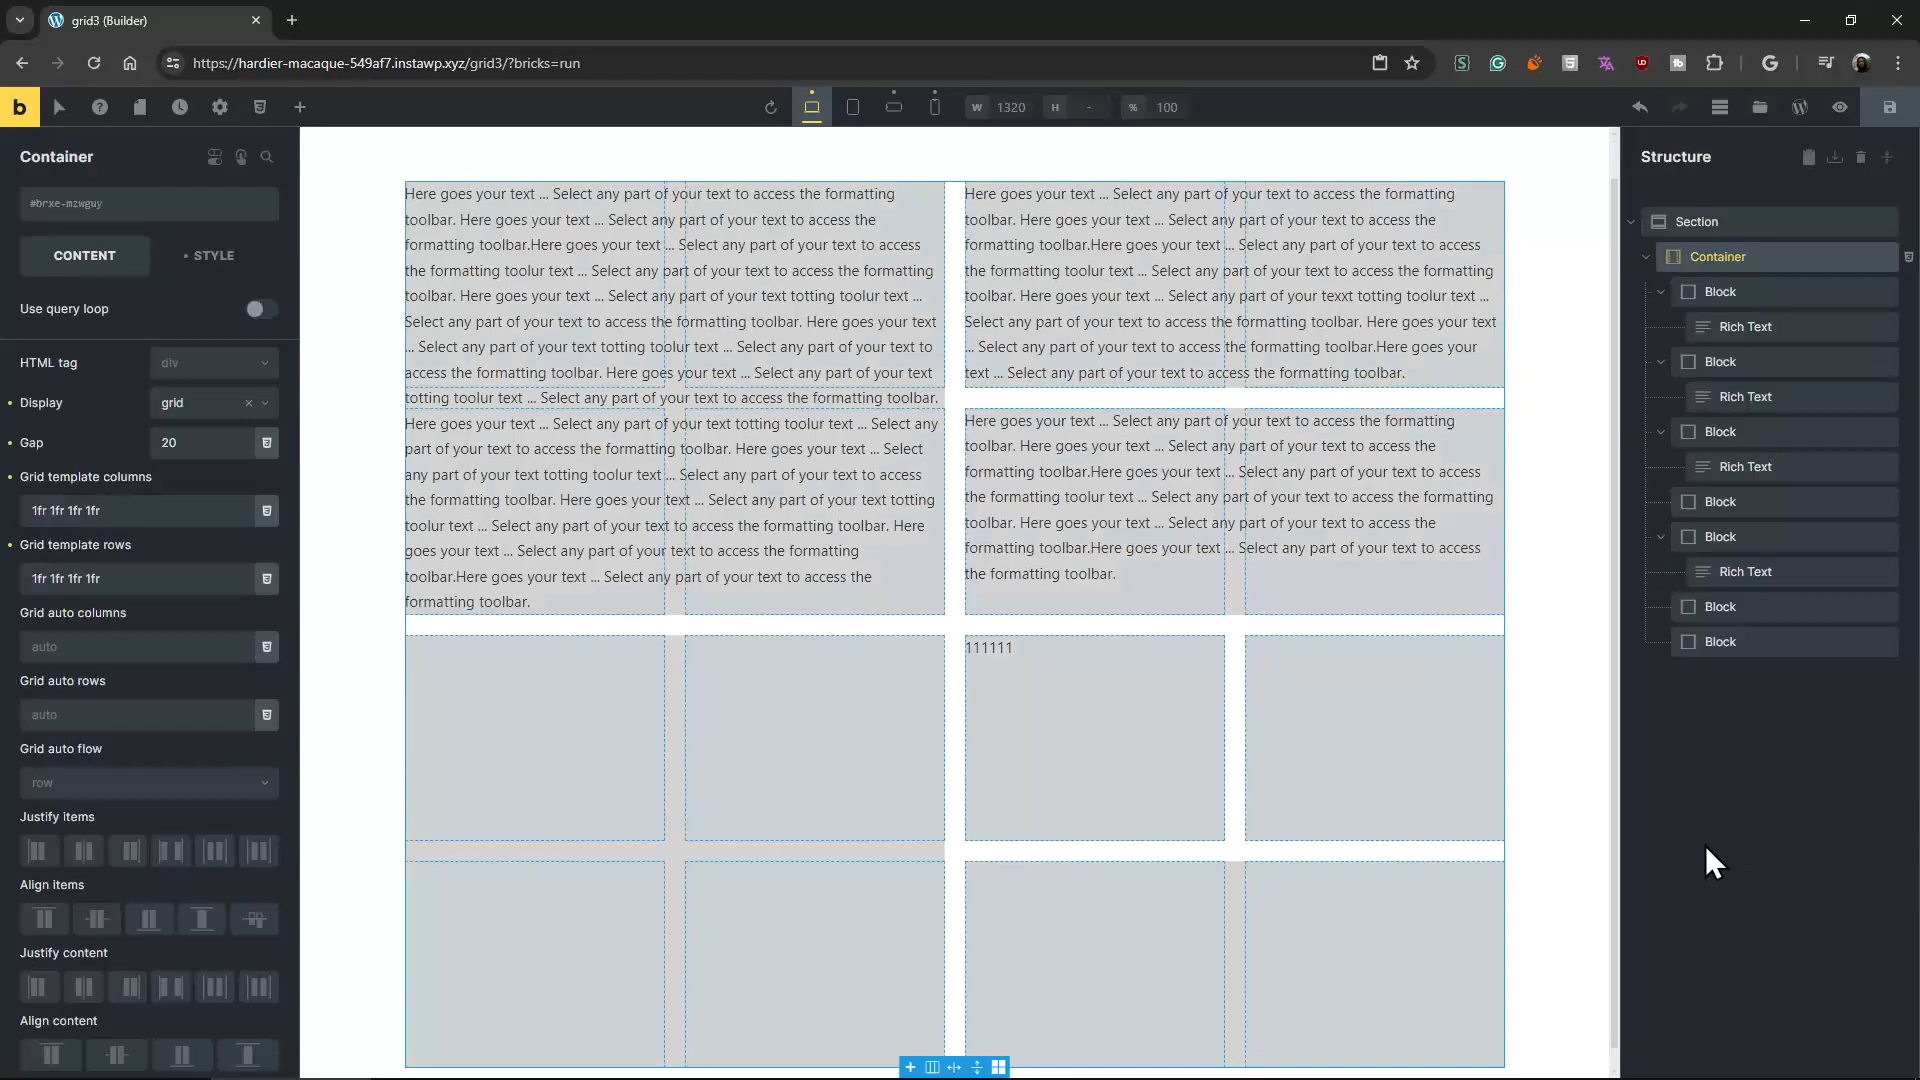 grid3 (Builder)
https://hardier-macaque-549af7.instawp.xyz/grid3/?bricks=run
b
W 1320 H - % 100
Container
#brxe-mzwguy
CONTENT
STYLE
Use query loop
HTML tag
div
Display
grid
Gap
20
Grid template columns
1fr 1fr 1fr 1fr
Grid template rows
1fr 1fr 1fr 1fr
Grid auto columns
auto
Grid auto rows
auto
Grid auto flow
row
Justify items
Align items
Justify content
Align content
Here goes your text ... Select any part of your text to access the formatting
toolbar. Here goes your text ... Select any part of your text to access the
formatting toolbar.Here goes your text ... Select any part of your text to access
the formatting toolur text ... Select any part of your text to access the formatting
toolbar. Here goes your text ... Select any part of your text totting toolur text ...
Select any part of your text to access the formatting toolbar. Here goes your text
... Select any part of your text totting toolur text ... Select any part of your text to
access the formatting toolbar. Here goes your text ... Select any part of your text
totting toolur text ... Select any part of your text to access the formatting toolbar.
Here goes your text ... Select any part of your text totting toolur text ... Select any
part of your text to access the formatting toolbar. Here goes your text ... Select
any part of your text totting toolur text ... Select any part of your text to access
the formatting toolbar. Here goes your text ... Select any part of your text totting
toolur text ... Select any part of your text to access the formatting toolbar. Here
goes your text ... Select any part of your text to access the formatting
toolbar.Here goes your text ... Select any part of your text to access the
formatting toolbar.
Here goes your text ... Select any part of your text to access the formatting
toolbar. Here goes your text ... Select any part of your text to access the
formatting toolbar.Here goes your text ... Select any part of your text to access
the formatting toolur text ... Select any part of your text to access the formatting
toolbar. Here goes your text ... Select any part of your texxt totting toolur text ...
Select any part of your text to access the formatting toolbar. Here goes your text
... Select any part of your text to access the formatting toolbar.Here goes your
text ... Select any part of your text to access the formatting toolbar.
Here goes your text ... Select any part of your text to access the formatting
toolbar. Here goes your text ... Select any part of your text to access the
formatting toolbar.Here goes your text ... Select any part of your text to access
the formatting toolur text ... Select any part of your text to access the formatting
toolbar. Here goes your text ... Select any part of your text to access the
formatting toolbar.Here goes your text ... Select any part of your text to access
the formatting toolbar.
111111
Structure
Section
Container
Block
Rich Text
Block
Rich Text
Block
Rich Text
Block
Block
Rich Text
Block
Block